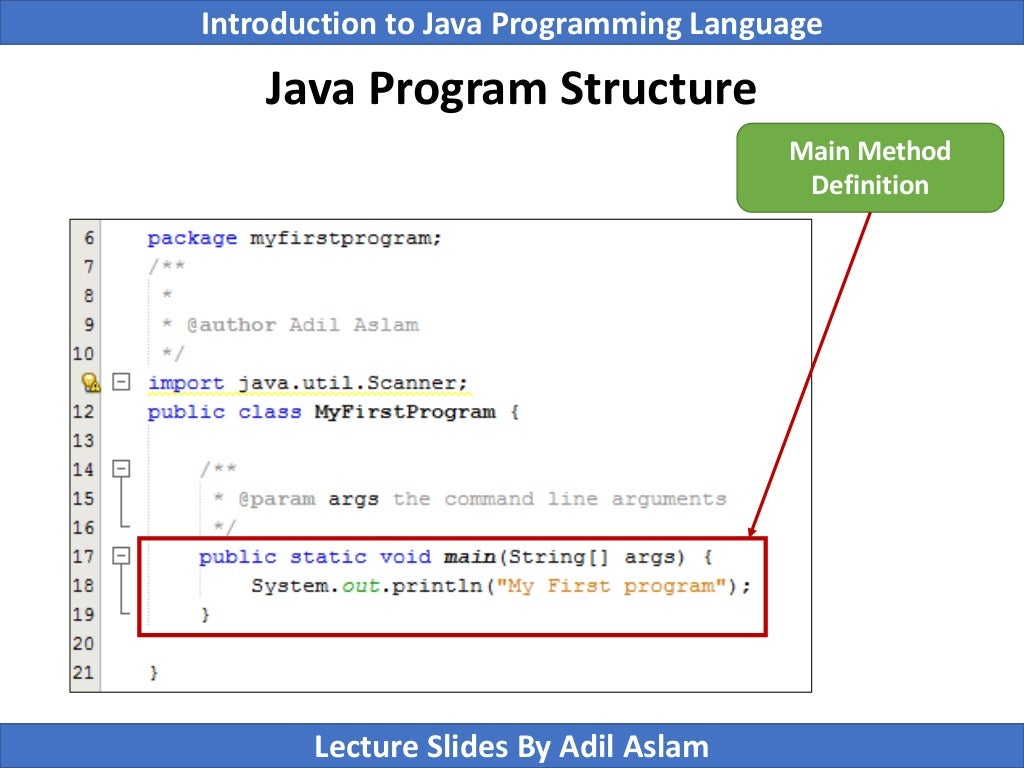 Introduction to Java Programming Language
Java Program Structure
Main Method
Definition
6 package myfirstprogram;
7 /**
8 *
9 * @author Adil Aslam
10 */
import java.util.Scanner;
12 public class MyFirstProgram {
13
14 /**
15 * @param args the command line arguments
16 */
17 public static void main(String[] args) {
18 System.out.println("My First program");
19 }
20
21 }
Lecture Slides By Adil Aslam